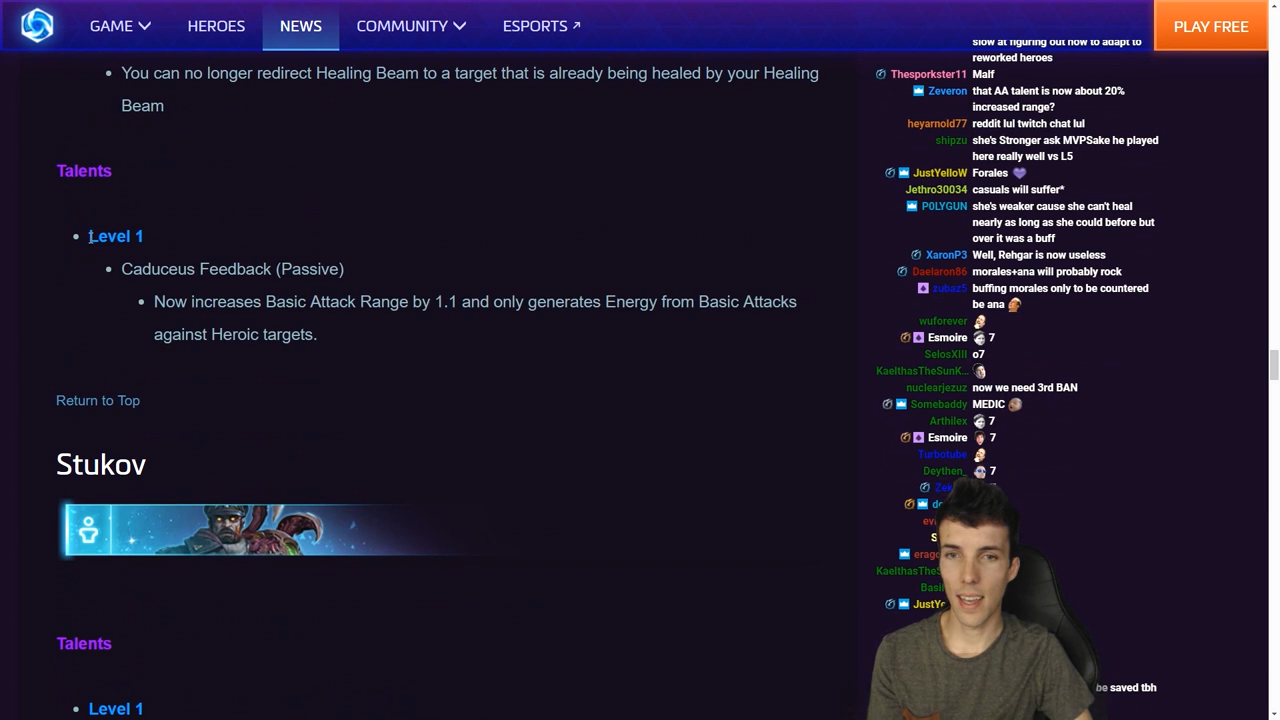 GAME HEROES NEWS COMMUNITY ESPORTS PLAY FREE
You can no longer redirect Healing Beam to a target that is already being healed by your Healing
Beam
Talents
Level 1
Caduceus Feedback (Passive)
Now increases Basic Attack Range by 1.1 and only generates Energy from Basic Attacks
against Heroic targets.
Return to Top
Stukov
Talents
Level 1
slow at figuring out how to adapt to
reworked heroes
Thesporkster11 Malf
Zeveron that AA talent is now about 20%
increased range?
heyarnold77 reddit lul twitch chat lul
shipzu she's Stronger ask MVPSake he played
here really well vs L5
JustYelloW Forales
Jethro30034 casuals will suffer*
P0LYGUN she's weaker cause she can't heal
nearly as long as she could before but
over it was a buff
XaronP3 Well, Rehgar is now useless
Daelaron86 morales+ana will probably rock
zubaz5 buffing morales only to be countered
be ana
wuforever
Esmoire 7
SelosXIII o7
KaelthasTheSunK...
nuclearjezuz now we need 3rd BAN
Somebaddy MEDIC
Arthilex 7
Esmoire 7
Turbotube
Deythen_ 7
KaelthasTheS
be saved tbh